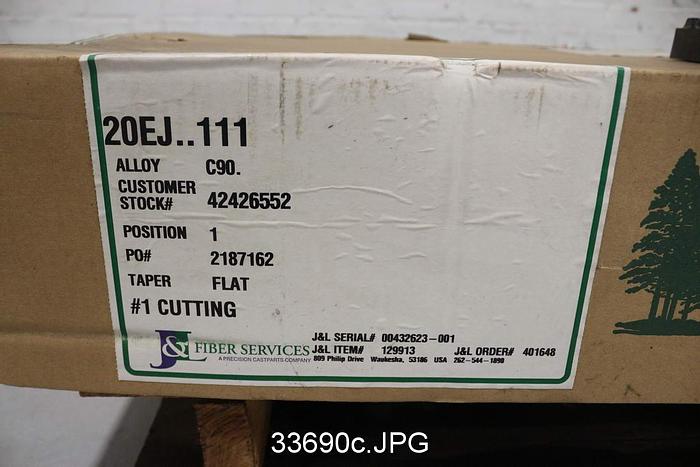 20EJ..111
ALLOY C90.
CUSTOMER
STOCK# 42426552
POSITION 1
PO# 2187162
TAPER FLAT
#1 CUTTING
J&L FIBER SERVICES
A PRECISION CASTPARTS COMPANY
J&L SERIAL# 00432623-001
J&L ITEM# 129913 J&L ORDER# 401648
809 Philip Drive Waukesha, 53186 USA 262-544-1890
33690c.JPG